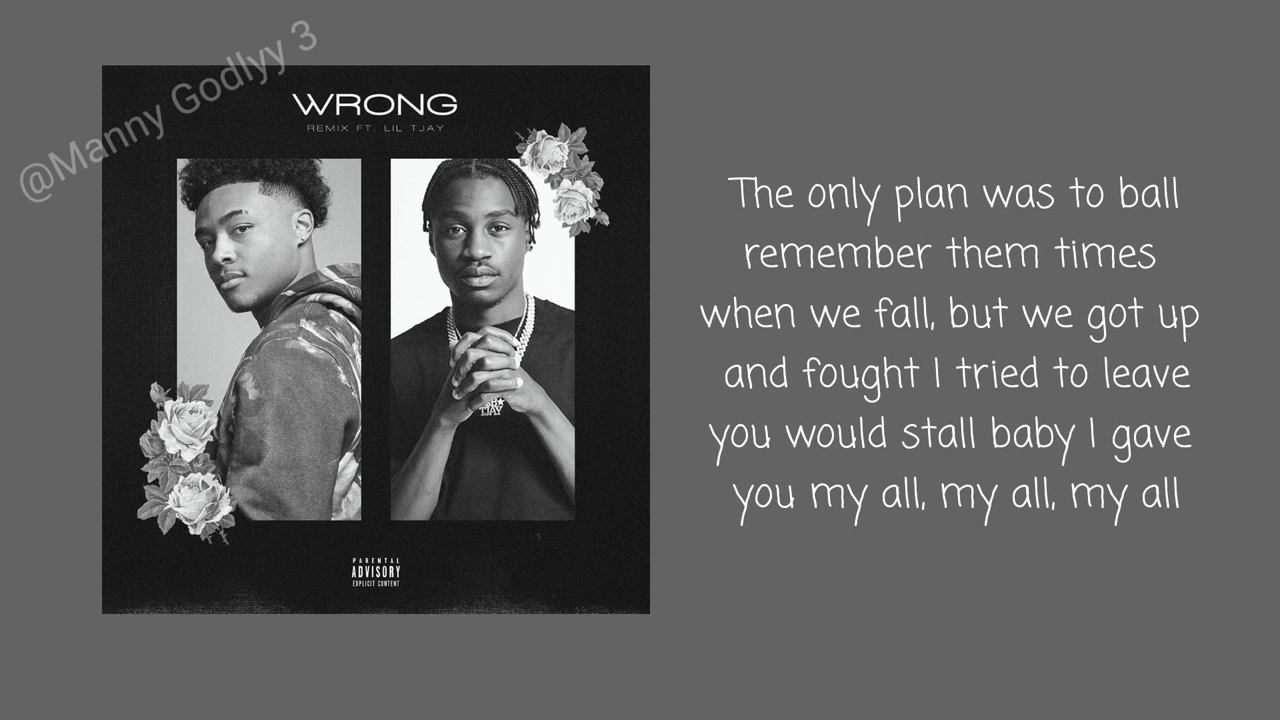 @Manny Godlyy 3
WRONG
REMIX FT. LIL TJAY
TJAY
PARENTAL
ADVISORY
EXPLICIT CONTENT
The only plan was to ball
remember them times
when we fall, but we got up
and fought I tried to leave
you would stall baby I gave
you my all, my all, my all